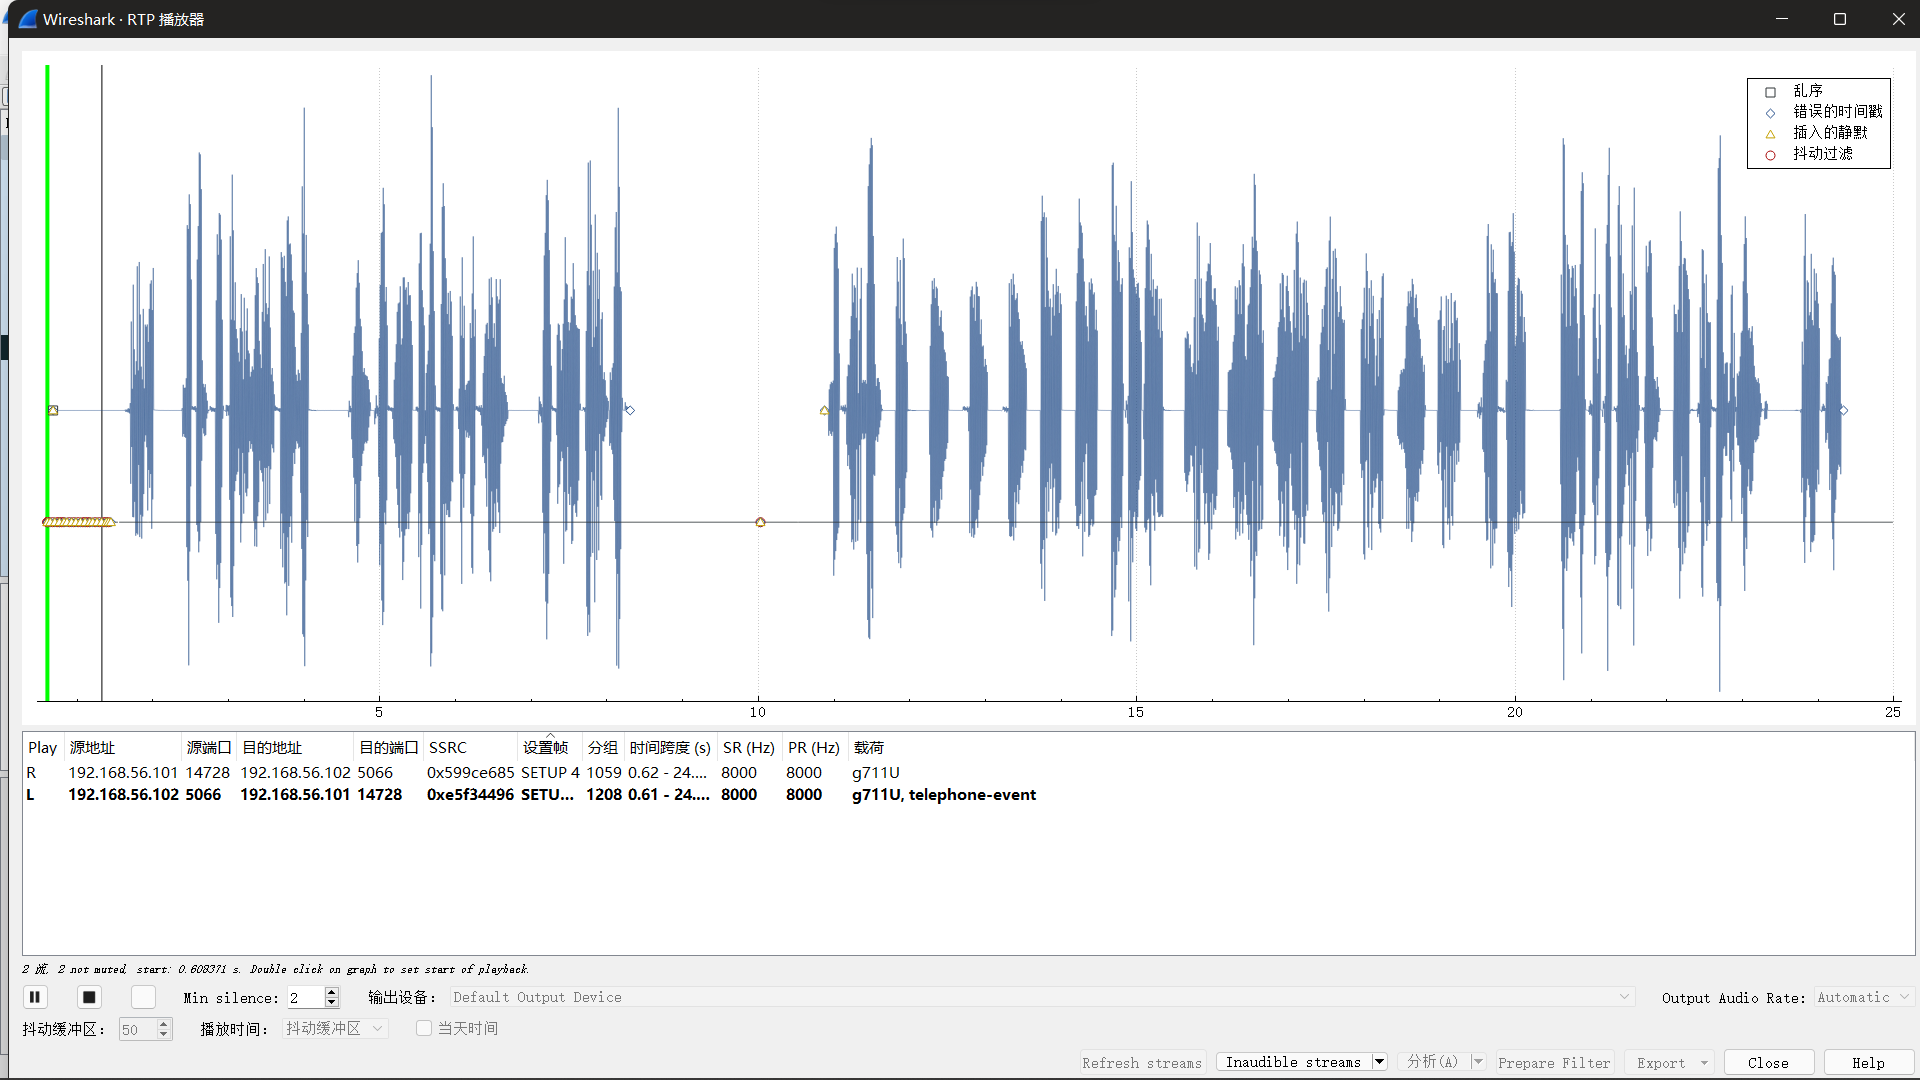 Wireshark · RTP 播放器
乱序
错误的时间戳
插入的静默
抖动过滤
5 10 15 20 25
Play 源地址 源端口 目的地址 目的端口 SSRC 设置帧 分组 时间跨度 (s) SR (Hz) PR (Hz) 载荷
R 192.168.56.101 14728 192.168.56.102 5066 0x599ce685 SETUP 4 1059 0.62 - 24.... 8000 8000 g711U
L 192.168.56.102 5066 192.168.56.101 14728 0xe5f34496 SETU... 1208 0.61 - 24.... 8000 8000 g711U, telephone-event
2 流, 2 not muted, start: 0.608371 s. Double click on graph to set start of playback.
Min silence: 2 输出设备: Default Output Device Output Audio Rate: Automatic
抖动缓冲区: 50 播放时间: 抖动缓冲区 当天时间
Refresh streams Inaudible streams 分析(A) Prepare Filter Export Close Help